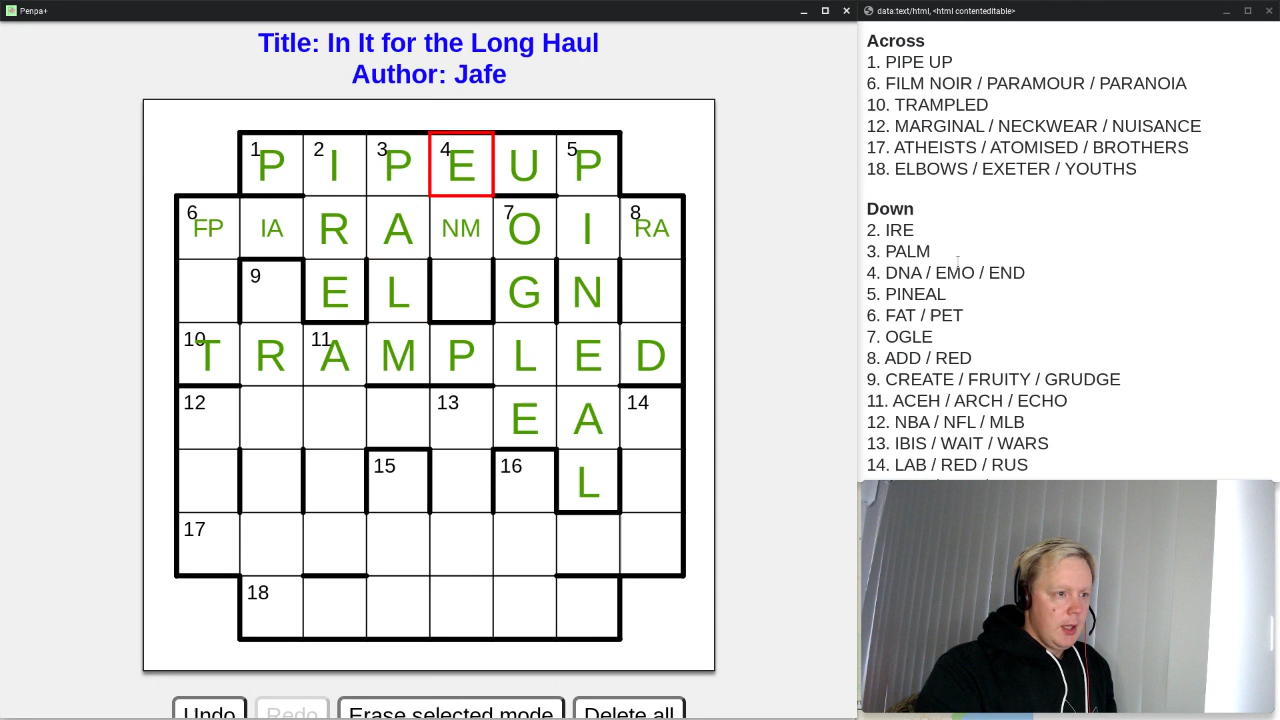 Penpa+
data:text/html, <html contenteditable>
Title: In It for the Long Haul
Author: Jafe
1 P 2 I 3 P 4 E U 5 P
6 FP IA R A NM 7 O I 8 RA
9 E L G N
10 T R 11 A M P L E D
12 13 E A 14
15 16 L
17
18
Undo Redo Erase selected mode Delete all
Across
1. PIPE UP
6. FILM NOIR / PARAMOUR / PARANOIA
10. TRAMPLED
12. MARGINAL / NECKWEAR / NUISANCE
17. ATHEISTS / ATOMISED / BROTHERS
18. ELBOWS / EXETER / YOUTHS
Down
2. IRE
3. PALM
4. DNA / EMO / END
5. PINEAL
6. FAT / PET
7. OGLE
8. ADD / RED
9. CREATE / FRUITY / GRUDGE
11. ACEH / ARCH / ECHO
12. NBA / NFL / MLB
13. IBIS / WAIT / WARS
14. LAB / RED / RUS